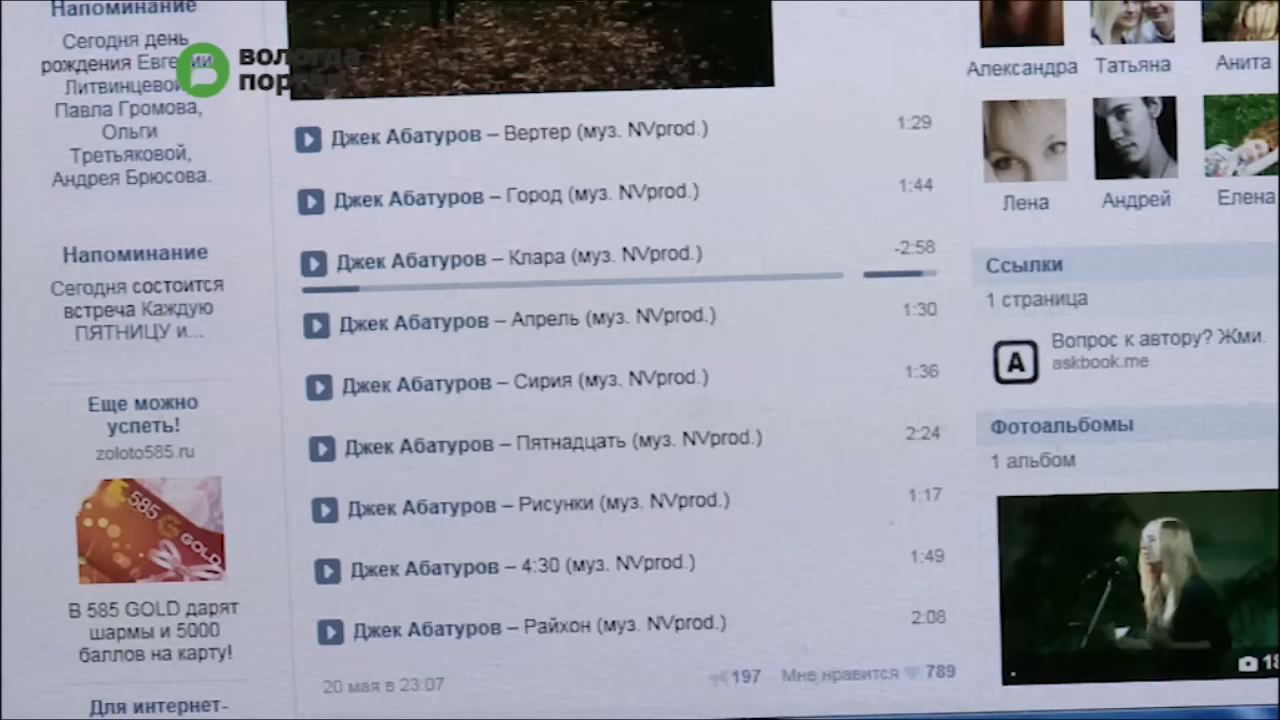 Напоминание
Сегодня день
рождения Евгении
Литвинцевой
Павла Громова,
Ольги
Третьяковой,
Андрея Брюсова.
вологда
портал
Напоминание
Сегодня состоится
встреча Каждую
ПЯТНИЦУ и...
Еще можно
успеть!
zoloto585.ru
585 GOLD
В 585 GOLD дарят
шармы и 5000
баллов на карту!
Для интернет-
Джек Абатуров – Вертер (муз. NVprod.) 1:29
Джек Абатуров – Город (муз. NVprod.) 1:44
Джек Абатуров – Клара (муз. NVprod.) -2:58
Джек Абатуров – Апрель (муз. NVprod.) 1:30
Джек Абатуров – Сирия (муз. NVprod.) 1:36
Джек Абатуров – Пятнадцать (муз. NVprod.) 2:24
Джек Абатуров – Рисунки (муз. NVprod.) 1:17
Джек Абатуров – 4:30 (муз. NVprod.) 1:49
Джек Абатуров – Райхон (муз. NVprod.) 2:08
20 мая в 23:07 197 Мне нравится 789
Александра Татьяна Анита
Лена Андрей Елена
Ссылки
1 страница
A
Вопрос к автору? Жми.
askbook.me
Фотоальбомы
1 альбом